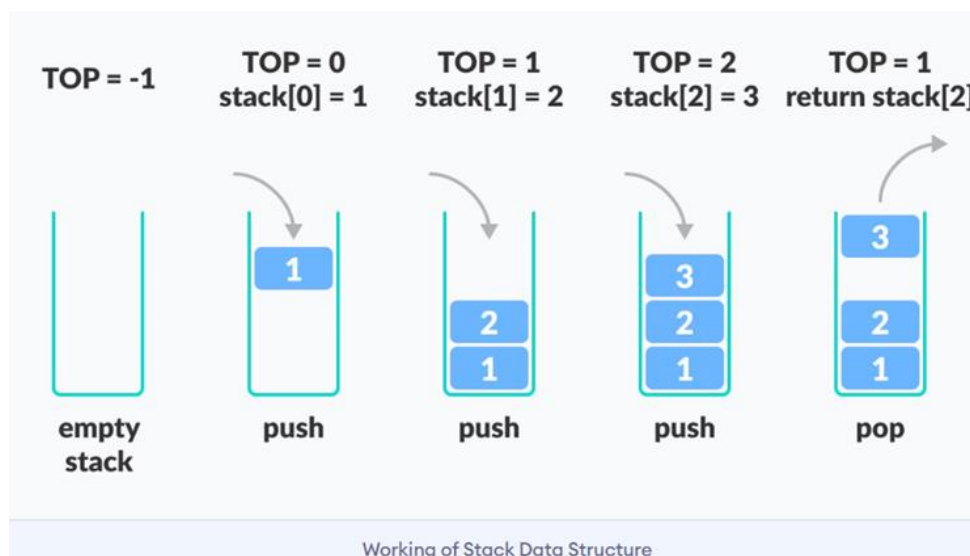 TOP = -1
TOP = 0
stack[0] = 1
TOP = 1
stack[1] = 2
TOP = 2
stack[2] = 3
TOP = 1
return stack[2]
1
2
1
3
2
1
3
2
1
empty
stack
push
push
push
pop
Working of Stack Data Structure